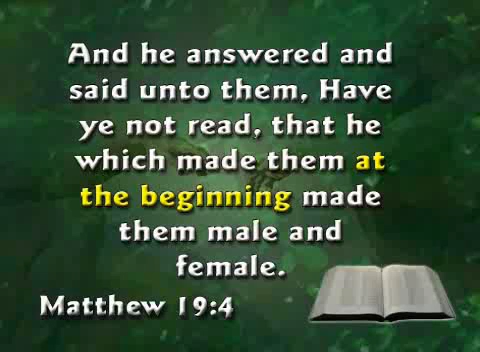 And he answered and
said unto them, Have
ye not read, that he
which made them at
the beginning made
them male and
female.
Matthew 19:4